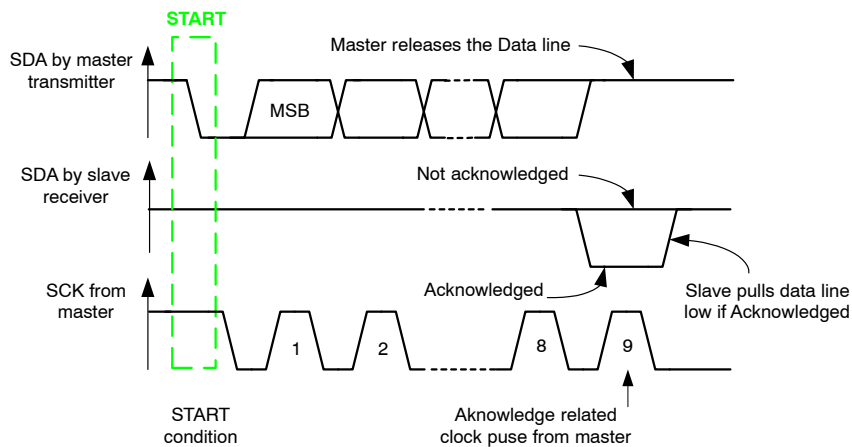 START
Master releases the Data line
SDA by master
transmitter
MSB
SDA by slave
receiver
Not acknowledged
Acknowledged
Slave pulls data line
low if Acknowledged
SCK from
master
1
2
8
9
START
condition
Aknowledge related
clock puse from master